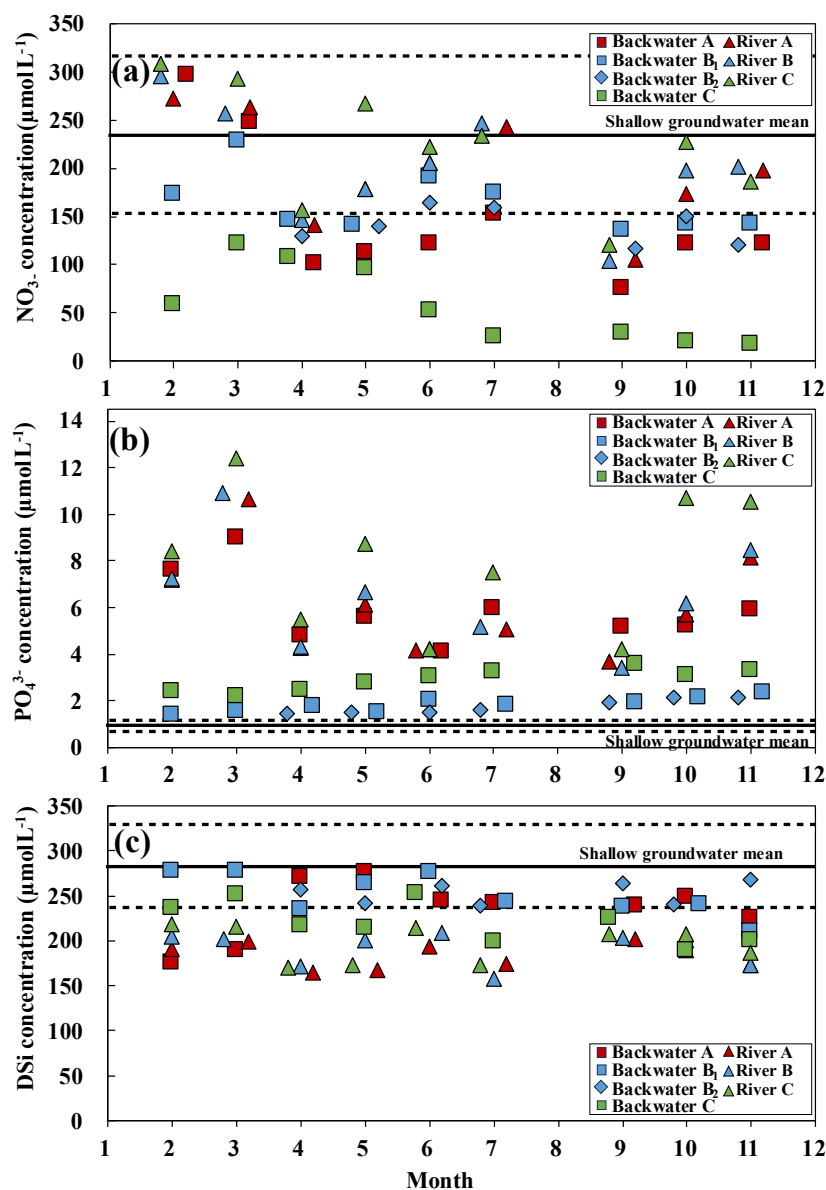 350
300
250
200
150
100
50
0
NO₃₋ concentration (μmolL⁻¹)
(a)
Backwater A River A
Backwater B₁ River B
Backwater B₂ River C
Backwater C
Shallow groundwater mean
1 2 3 4 5 6 7 8 9 10 11 12
14
12
10
8
6
4
2
0
PO₄³⁻ concentration (μmolL⁻¹)
(b)
Backwater A River A
Backwater B₁ River B
Backwater B₂ River C
Backwater C
Shallow groundwater mean
1 2 3 4 5 6 7 8 9 10 11 12
350
300
250
200
150
100
50
0
DSi concentration (μmolL⁻¹)
(c)
Shallow groundwater mean
Backwater A River A
Backwater B₁ River B
Backwater B₂ River C
Backwater C
1 2 3 4 5 6 7 8 9 10 11 12
Month